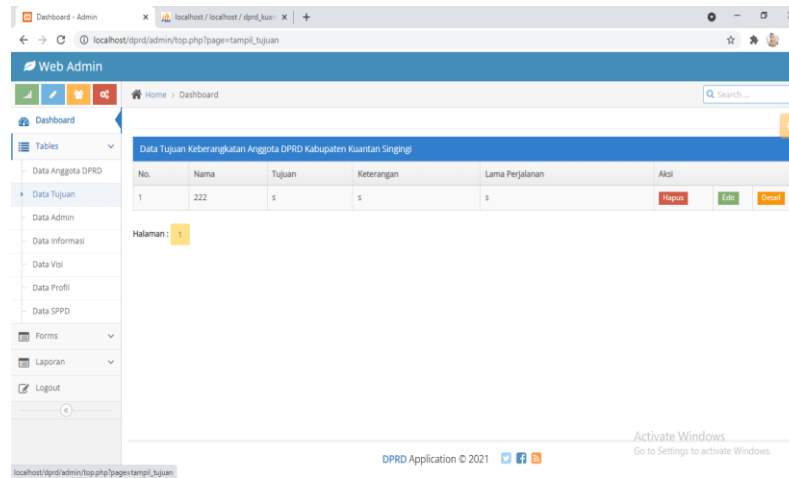 Dashboard - Admin
localhost / localhost / dprd_kuan
localhost/dprd/admin/top.php?page=tampil_tujuan
Web Admin
Home > Dashboard
Search ...
Dashboard
Tables
Data Anggota DPRD
Data Tujuan
Data Admin
Data Informasi
Data Visi
Data Profil
Data SPPD
Forms
Laporan
Logout
Data Tujuan Keberangkatan Anggota DPRD Kabupaten Kuantan Singingi
No. Nama Tujuan Keterangan Lama Perjalanan Aksi
1 222 s s s Hapus Edit Detail
Halaman : 1
Activate Windows
Go to Settings to activate Windows.
DPRD Application © 2021
localhost/dprd/admin/top.php?page=tampil_tujuan